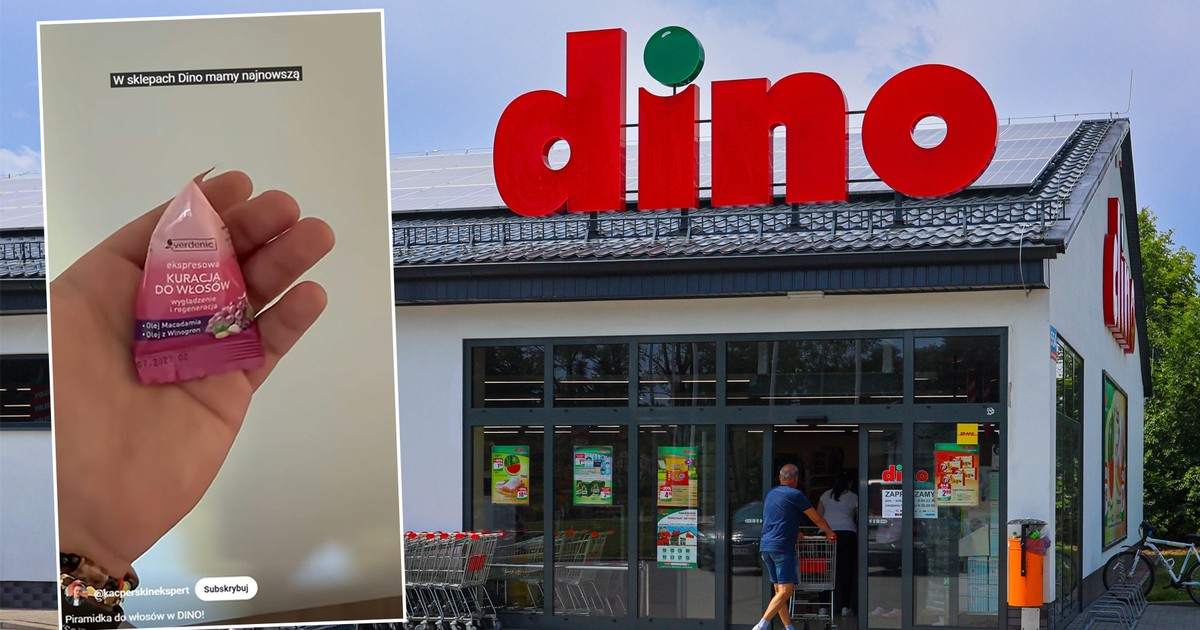 W sklepach Dino mamy najnowszą
verdenic
ekspresowa
KURACJA
DO WŁOSÓW
wygładzenie
i regeneracja
• Olej Macadamia
• Olej z Winogron
@kacperskinekspert
Subskrybuj
Piramidka do włosów w DINO!
dino
dino
dino
ZAPRASZAMY